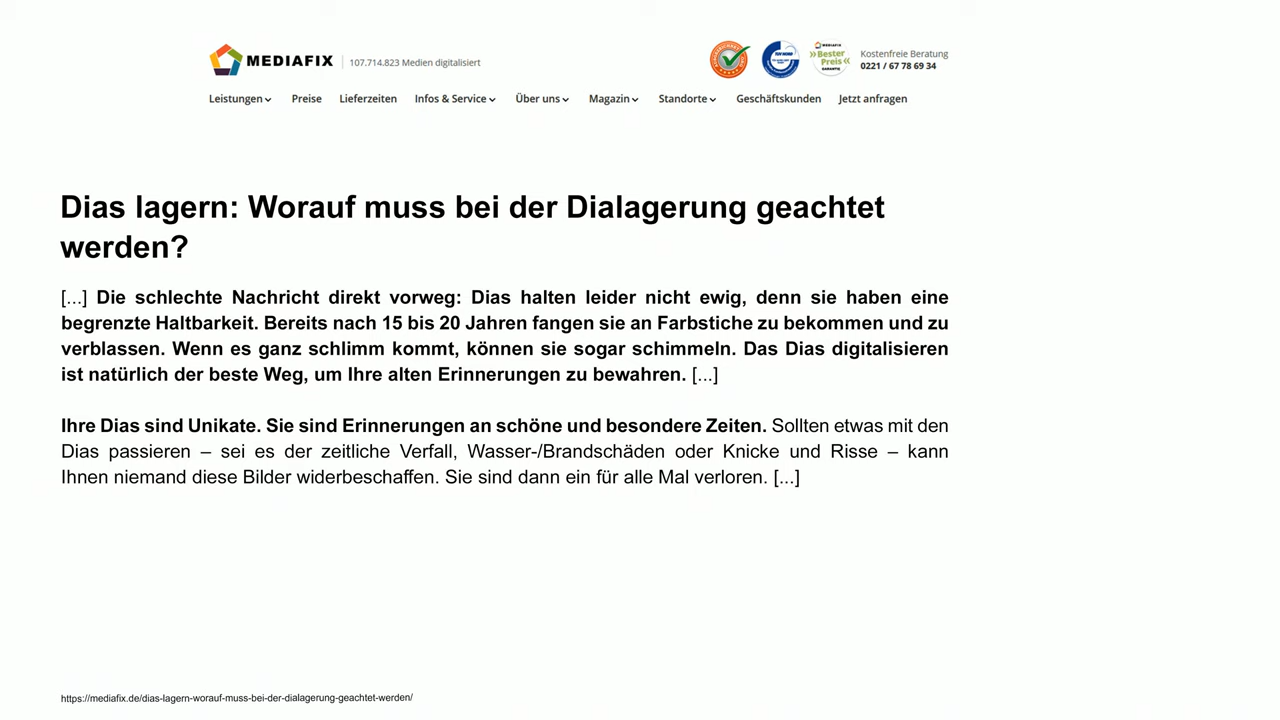 MEDIAFIX 107.714.823 Medien digitalisiert
Bester Preis
Kostenfreie Beratung
0221 / 67 78 69 34
Leistungen Preise Lieferzeiten Infos & Service Über uns Magazin Standorte Geschäftskunden Jetzt anfragen
Dias lagern: Worauf muss bei der Dialagerung geachtet
werden?
[...] Die schlechte Nachricht direkt vorweg: Dias halten leider nicht ewig, denn sie haben eine
begrenzte Haltbarkeit. Bereits nach 15 bis 20 Jahren fangen sie an Farbstiche zu bekommen und zu
verblassen. Wenn es ganz schlimm kommt, können sie sogar schimmeln. Das Dias digitalisieren
ist natürlich der beste Weg, um Ihre alten Erinnerungen zu bewahren. [...]
Ihre Dias sind Unikate. Sie sind Erinnerungen an schöne und besondere Zeiten. Sollten etwas mit den
Dias passieren – sei es der zeitliche Verfall, Wasser-/Brandschäden oder Knicke und Risse – kann
Ihnen niemand diese Bilder widerbeschaffen. Sie sind dann ein für alle Mal verloren. [...]
https://mediafix.de/dias-lagern-worauf-muss-bei-der-dialagerung-geachtet-werden/